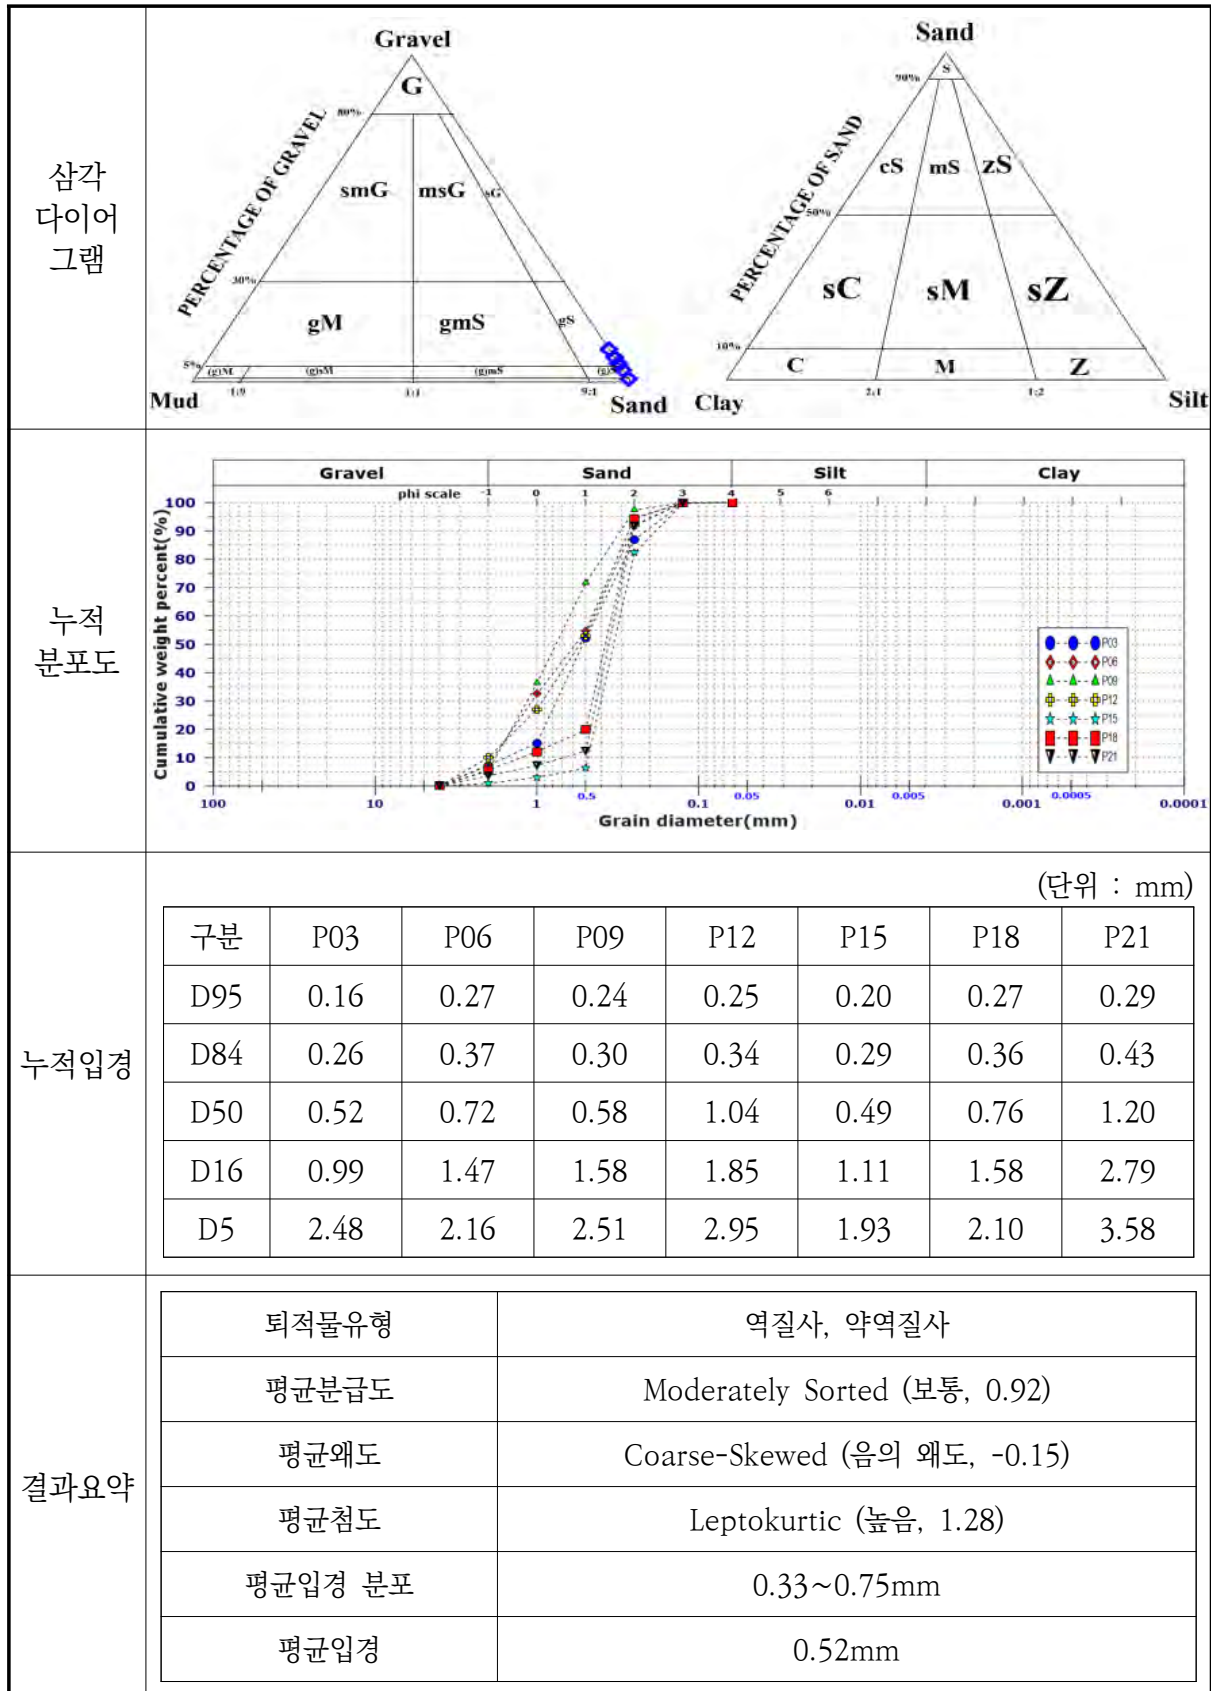 삼각
다이어
그램
Gravel
G
80%
PERCENTAGE OF GRAVEL
smG msG sG
30%
gM gmS gS
5%
(g)M (g)sM (g)mS
1:9 1:1 9:1
Mud Sand
Sand
S
90%
PERCENTAGE OF SAND
cS mS zS
50%
sC sM sZ
10%
C M Z
2:1 1:2
Clay Silt
누적
분포도
Gravel Sand Silt Clay
phi scale -1 0 1 2 3 4 5 6
Cumulative weight percent(%)
100
90
80
70
60
50
40
30
20
10
0
P03
P06
P09
P12
P15
P18
P21
100 10 1 0.5 0.1 0.05 0.01 0.005 0.001 0.0005 0.0001
Grain diameter(mm)
누적입경
(단위 : mm)
구분 P03 P06 P09 P12 P15 P18 P21
D95 0.16 0.27 0.24 0.25 0.20 0.27 0.29
D84 0.26 0.37 0.30 0.34 0.29 0.36 0.43
D50 0.52 0.72 0.58 1.04 0.49 0.76 1.20
D16 0.99 1.47 1.58 1.85 1.11 1.58 2.79
D5 2.48 2.16 2.51 2.95 1.93 2.10 3.58
결과요약
퇴적물유형 역질사, 약역질사
평균분급도 Moderately Sorted (보통, 0.92)
평균왜도 Coarse-Skewed (음의 왜도, -0.15)
평균첨도 Leptokurtic (높음, 1.28)
평균입경 분포 0.33~0.75mm
평균입경 0.52mm